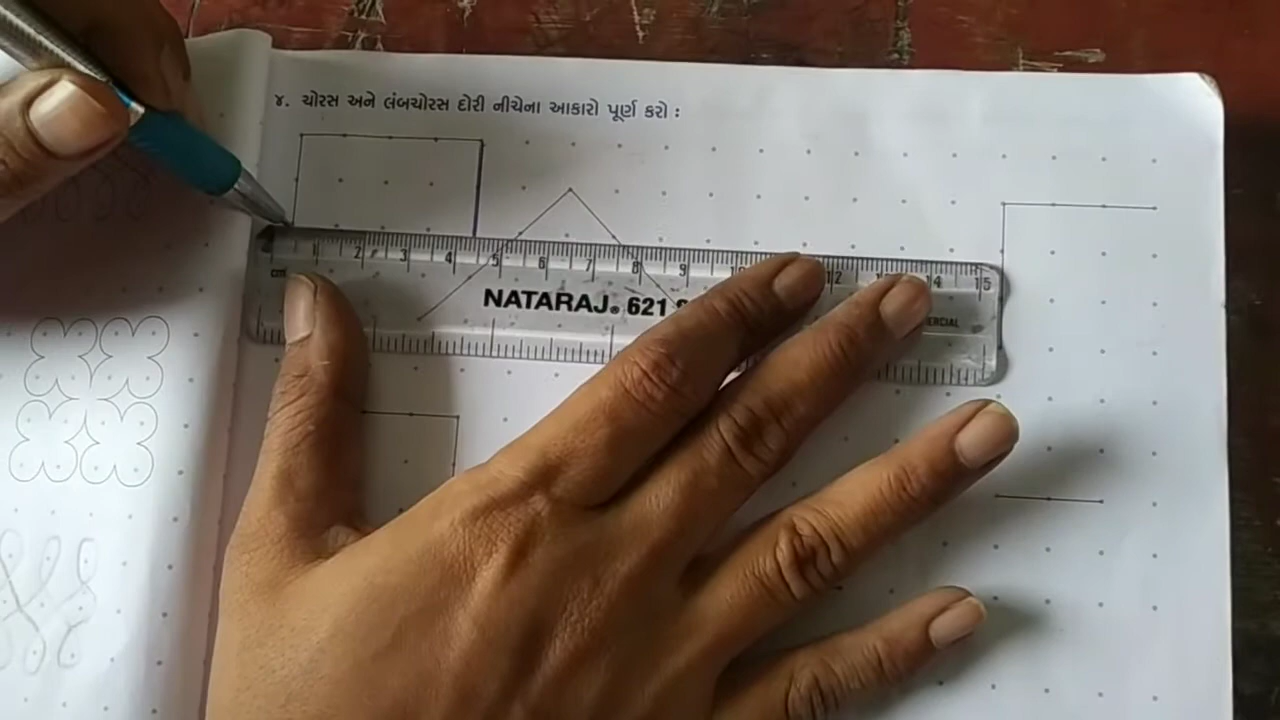 ૪. ચોરસ અને લંબચોરસ દોરી નીચેના આકારો પૂર્ણ કરો :
1 2 3 4 5 6 7 8 9 12 14 15
cm
NATARAJ® 621